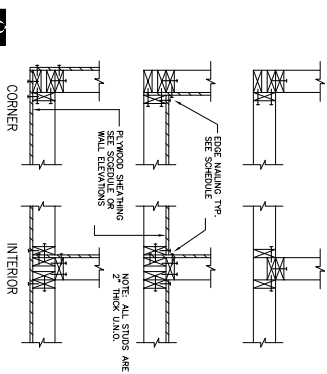 CORNER
INTERIOR
PLYWOOD SHEATHING
SEE SCGEDULE OR
WALL ELEVATIONS
EDGE NAILING TYP.
SEE SCHEDULE
NOTE: ALL STUDS ARE
2" THICK U.N.O.